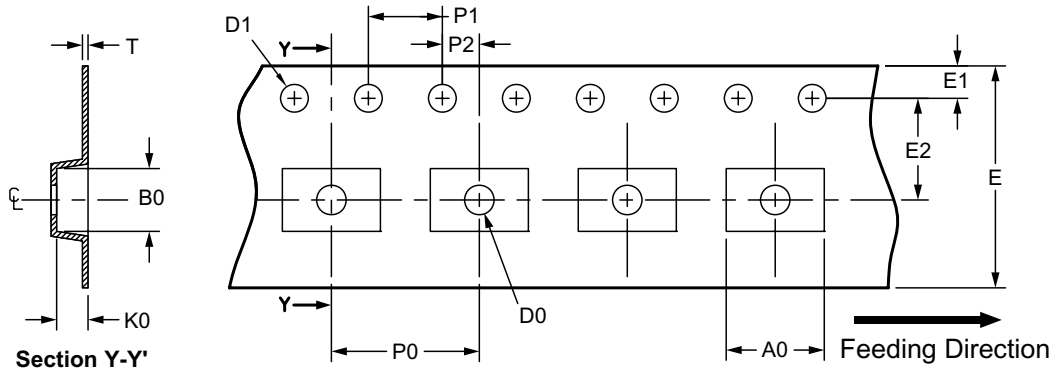 P1
D1
P2
T
Y
E1
E2
E
B0
℄
K0
Y
D0
P0
A0
Feeding Direction
Section Y-Y'